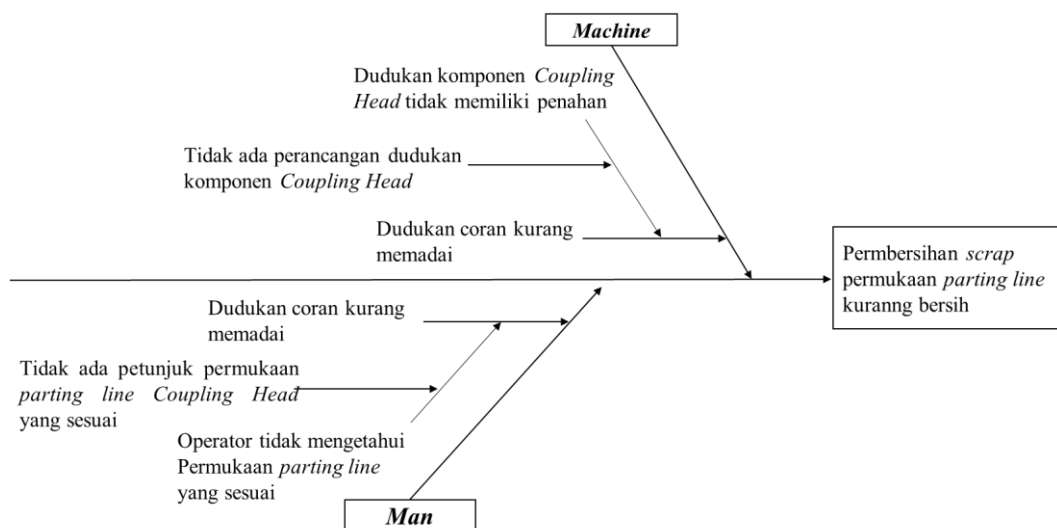 Machine
Dudukan komponen Coupling
Head tidak memiliki penahan
Tidak ada perancangan dudukan
komponen Coupling Head
Dudukan coran kurang
memadai
Permbersihan scrap
permukaan parting line
kuranng bersih
Dudukan coran kurang
memadai
Tidak ada petunjuk permukaan
parting line Coupling Head
yang sesuai
Operator tidak mengetahui
Permukaan parting line
yang sesuai
Man